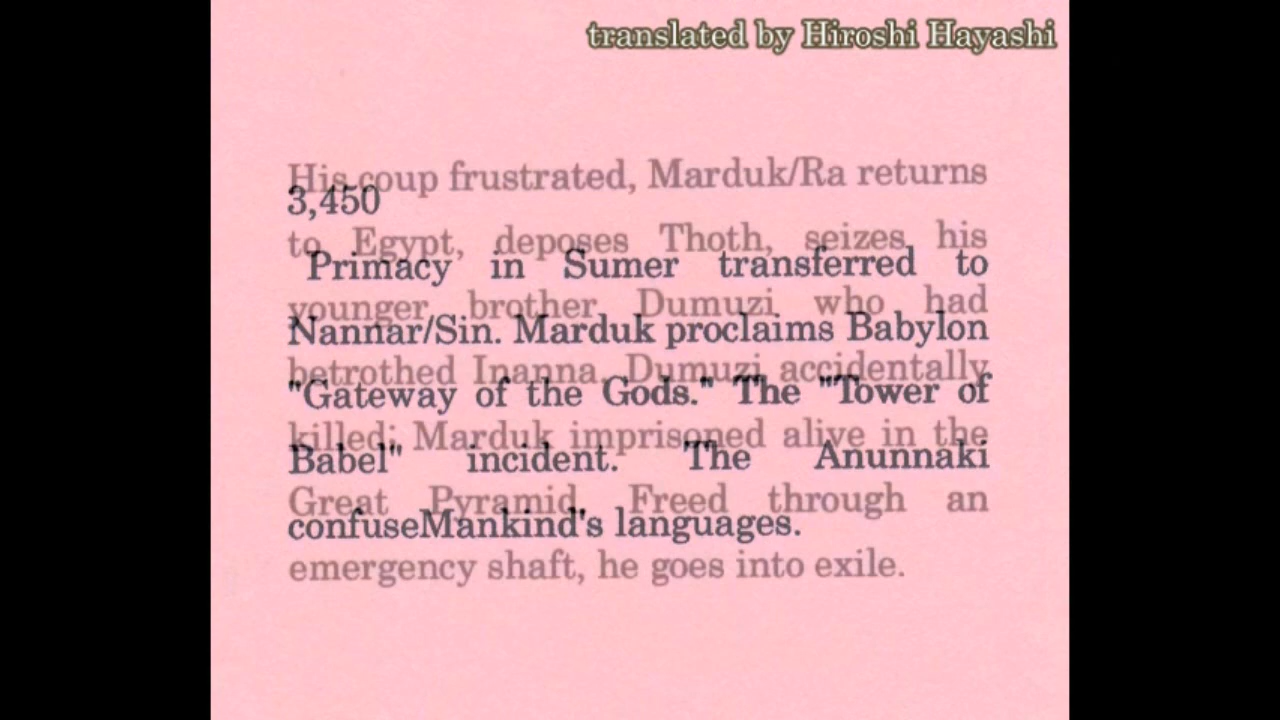 translated by Hiroshi Hayashi
3,450
Primacy in Sumer transferred to
Nannar/Sin. Marduk proclaims Babylon
"Gateway of the Gods." The "Tower of
Babel" incident. The Anunnaki
confuseMankind's languages.
His coup frustrated, Marduk/Ra returns
to Egypt, deposes Thoth, seizes his
younger brother Dumuzi who had
betrothed Inanna. Dumuzi accidentally
killed; Marduk imprisoned alive in the
Great Pyramid. Freed through an
emergency shaft, he goes into exile.